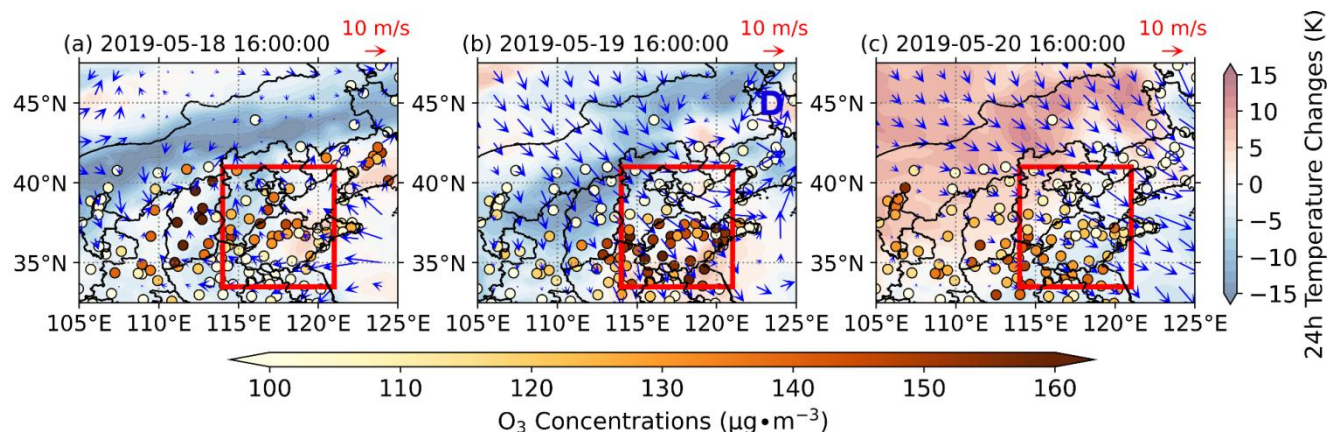 10 m/s
10 m/s
10 m/s
(a) 2019-05-18 16:00:00
(b) 2019-05-19 16:00:00
(c) 2019-05-20 16:00:00
45°N
40°N
35°N
105°E 110°E 115°E 120°E 125°E
45°N
40°N
35°N
D
105°E 110°E 115°E 120°E 125°E
45°N
40°N
35°N
105°E 110°E 115°E 120°E 125°E
15
10
5
0
−5
−10
−15
24h Temperature Changes (K)
100 110 120 130 140 150 160
O₃ Concentrations (μg•m⁻³)